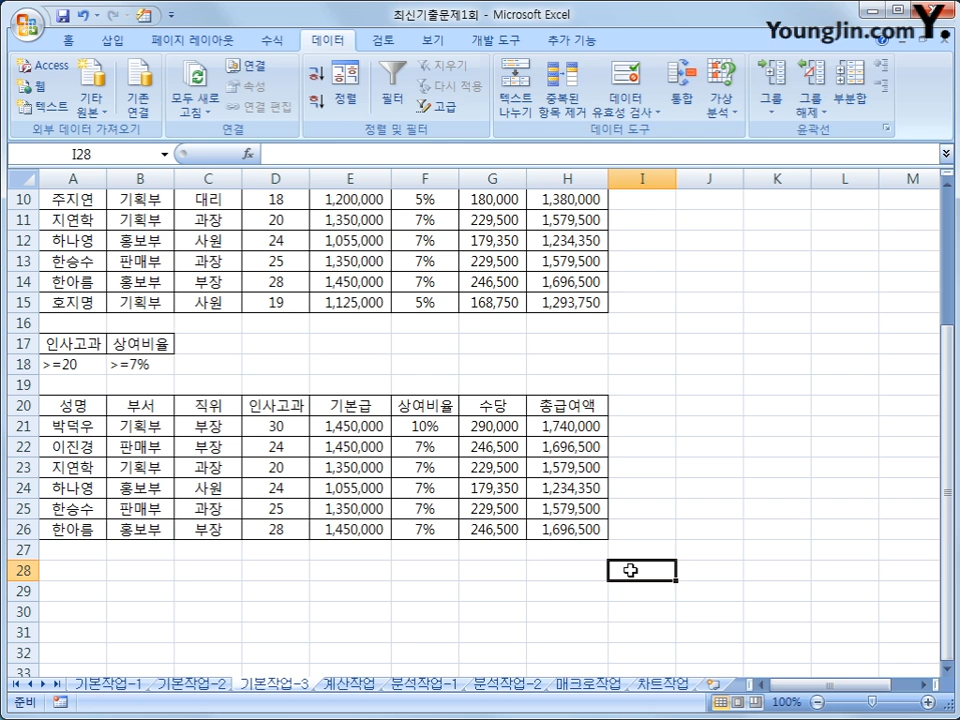 최신기출문제1회 - Microsoft Excel
YoungJin.com Y.
홈 삽입 페이지 레이아웃 수식 데이터 검토 보기 개발 도구 추가 기능
Access
웹
텍스트
기타 원본
기존 연결
모두 새로 고침
연결
속성
연결 편집
정렬
필터
지우기
다시 적용
고급
텍스트 나누기
중복된 항목 제거
데이터 유효성 검사
통합
가상 분석
그룹
그룹 해제
부분합
외부 데이터 가져오기 연결 정렬 및 필터 데이터 도구 윤곽선
I28 fx
A B C D E F G H I J K L M
10 주지연 기획부 대리 18 1,200,000 5% 180,000 1,380,000
11 지연학 기획부 과장 20 1,350,000 7% 229,500 1,579,500
12 하나영 홍보부 사원 24 1,055,000 7% 179,350 1,234,350
13 한승수 판매부 과장 25 1,350,000 7% 229,500 1,579,500
14 한아름 홍보부 부장 28 1,450,000 7% 246,500 1,696,500
15 호지명 기획부 사원 19 1,125,000 5% 168,750 1,293,750
16
17 인사고과 상여비율
18 >=20 >=7%
19
20 성명 부서 직위 인사고과 기본급 상여비율 수당 총급여액
21 박덕우 기획부 부장 30 1,450,000 10% 290,000 1,740,000
22 이진경 판매부 부장 24 1,450,000 7% 246,500 1,696,500
23 지연학 기획부 과장 20 1,350,000 7% 229,500 1,579,500
24 하나영 홍보부 사원 24 1,055,000 7% 179,350 1,234,350
25 한승수 판매부 과장 25 1,350,000 7% 229,500 1,579,500
26 한아름 홍보부 부장 28 1,450,000 7% 246,500 1,696,500
27
28
29
30
31
32
33
기본작업-1 기본작업-2 기본작업-3 계산작업 분석작업-1 분석작업-2 매크로작업 차트작업
준비 100%